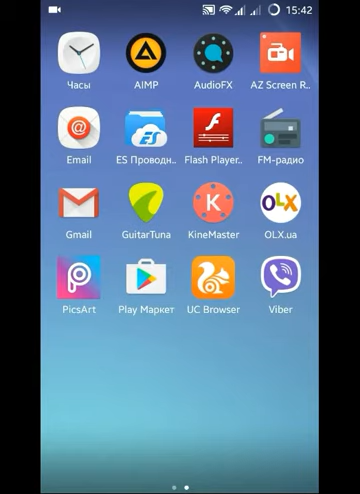 15:42
Часы AIMP AudioFX AZ Screen R..
Email ES Проводн.. Flash Player.. FM-радио
Gmail GuitarTuna KineMaster OLX.ua
PicsArt Play Маркет UC Browser Viber